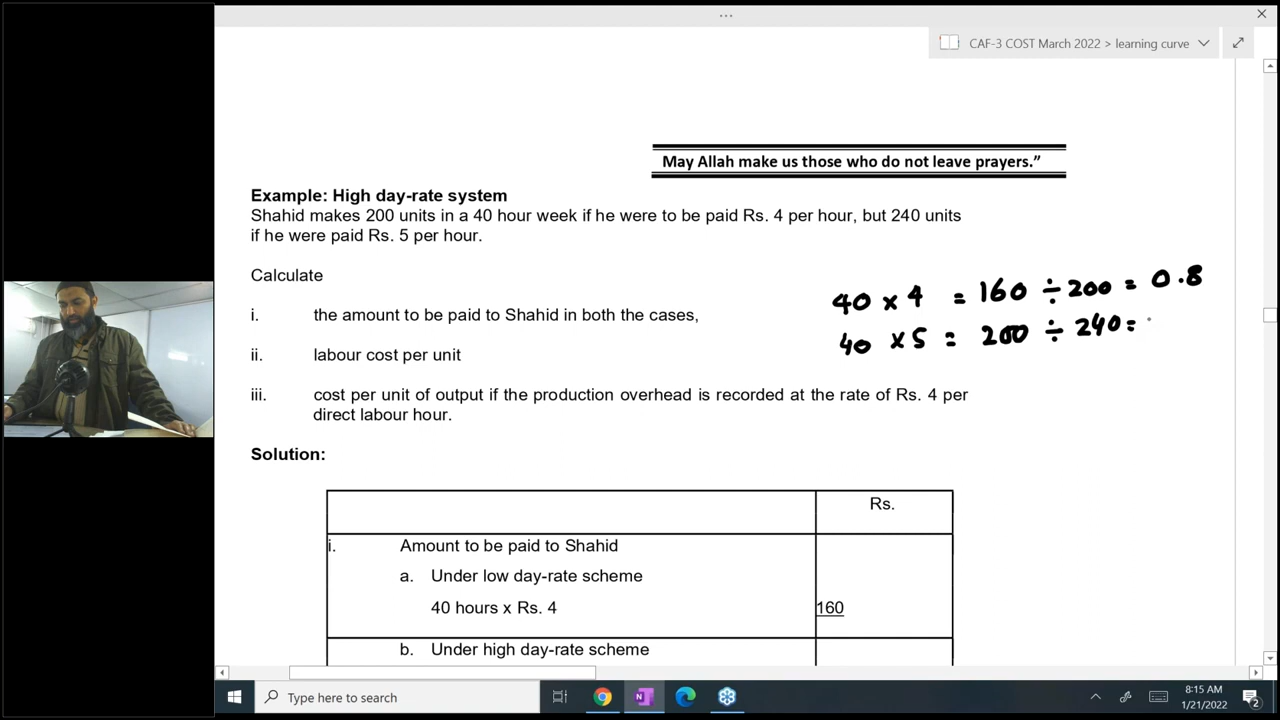 CAF-3 COST March 2022 > learning curve
May Allah make us those who do not leave prayers.”
Example: High day-rate system
Shahid makes 200 units in a 40 hour week if he were to be paid Rs. 4 per hour, but 240 units
if he were paid Rs. 5 per hour.
Calculate
i. the amount to be paid to Shahid in both the cases,
ii. labour cost per unit
iii. cost per unit of output if the production overhead is recorded at the rate of Rs. 4 per
direct labour hour.
40 × 4 = 160 ÷ 200 = 0.8
40 × 5 = 200 ÷ 240 =
Solution:
Rs.
i. Amount to be paid to Shahid
a. Under low day-rate scheme
40 hours x Rs. 4 160
b. Under high day-rate scheme
Type here to search
8:15 AM
1/21/2022
2